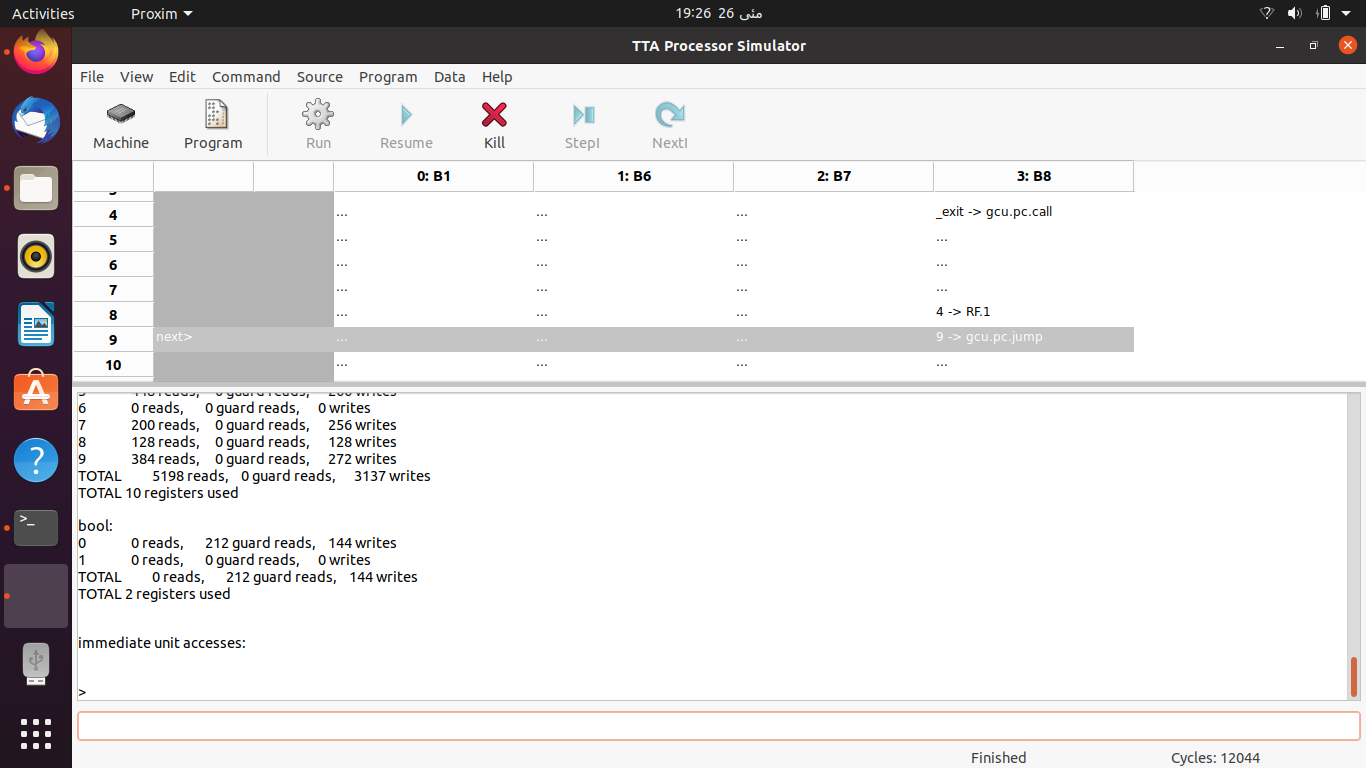 Activities Proxim 19:26 26 مئی
TTA Processor Simulator
File View Edit Command Source Program Data Help
Machine Program Run Resume Kill StepI NextI
0: B1 1: B6 2: B7 3: B8
4 ... ... ... _exit -> gcu.pc.call
5 ... ... ... ...
6 ... ... ... ...
7 ... ... ... ...
8 ... ... ... 4 -> RF.1
9 next> ... ... ... 9 -> gcu.pc.jump
10 ... ... ... ...
6 0 reads, 0 guard reads, 0 writes
7 200 reads, 0 guard reads, 256 writes
8 128 reads, 0 guard reads, 128 writes
9 384 reads, 0 guard reads, 272 writes
TOTAL 5198 reads, 0 guard reads, 3137 writes
TOTAL 10 registers used
bool:
0 0 reads, 212 guard reads, 144 writes
1 0 reads, 0 guard reads, 0 writes
TOTAL 0 reads, 212 guard reads, 144 writes
TOTAL 2 registers used
immediate unit accesses:
>
Finished Cycles: 12044